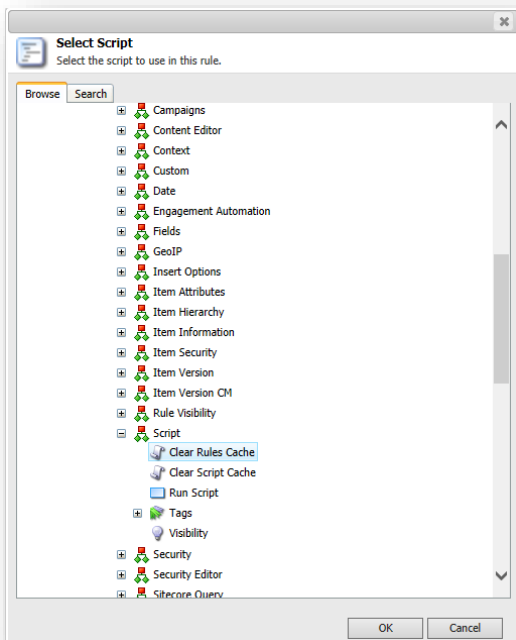 Select Script
Select the script to use in this rule.
Browse Search
Campaigns
Content Editor
Context
Custom
Date
Engagement Automation
Fields
GeoIP
Insert Options
Item Attributes
Item Hierarchy
Item Information
Item Security
Item Version
Item Version CM
Rule Visibility
Script
Clear Rules Cache
Clear Script Cache
Run Script
Tags
Visibility
Security
Security Editor
Sitecore Query
OK Cancel